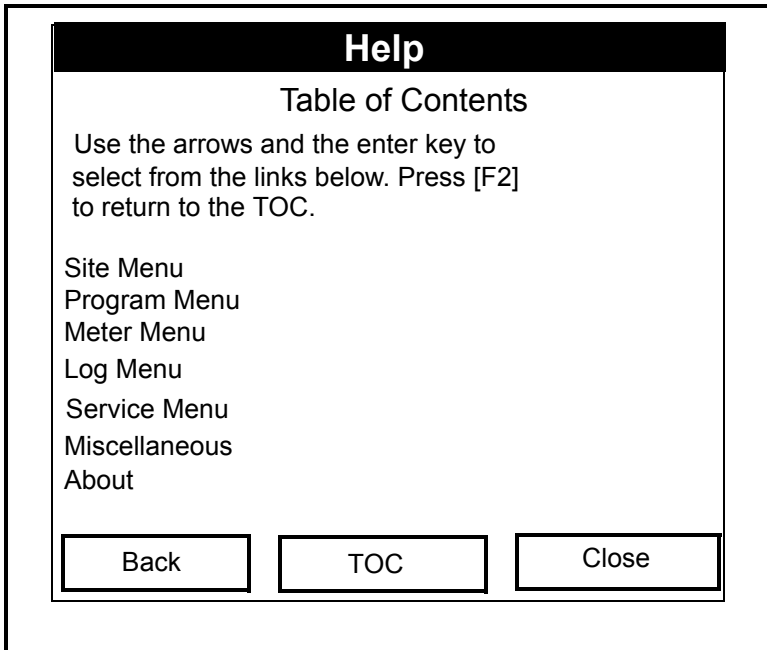 Help
Table of Contents
Use the arrows and the enter key to
select from the links below. Press [F2]
to return to the TOC.
Site Menu
Program Menu
Meter Menu
Log Menu
Service Menu
Miscellaneous
About
Back TOC Close